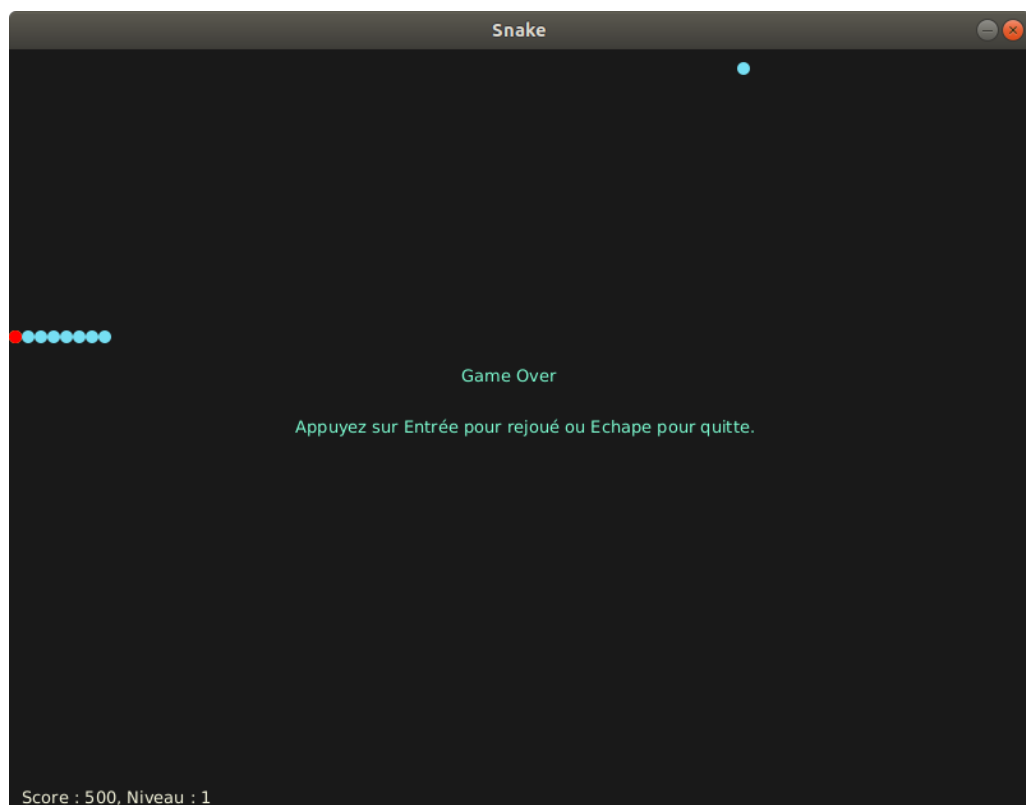 Snake
Game Over
Appuyez sur Entrée pour rejoué ou Echape pour quitte.
Score : 500, Niveau : 1